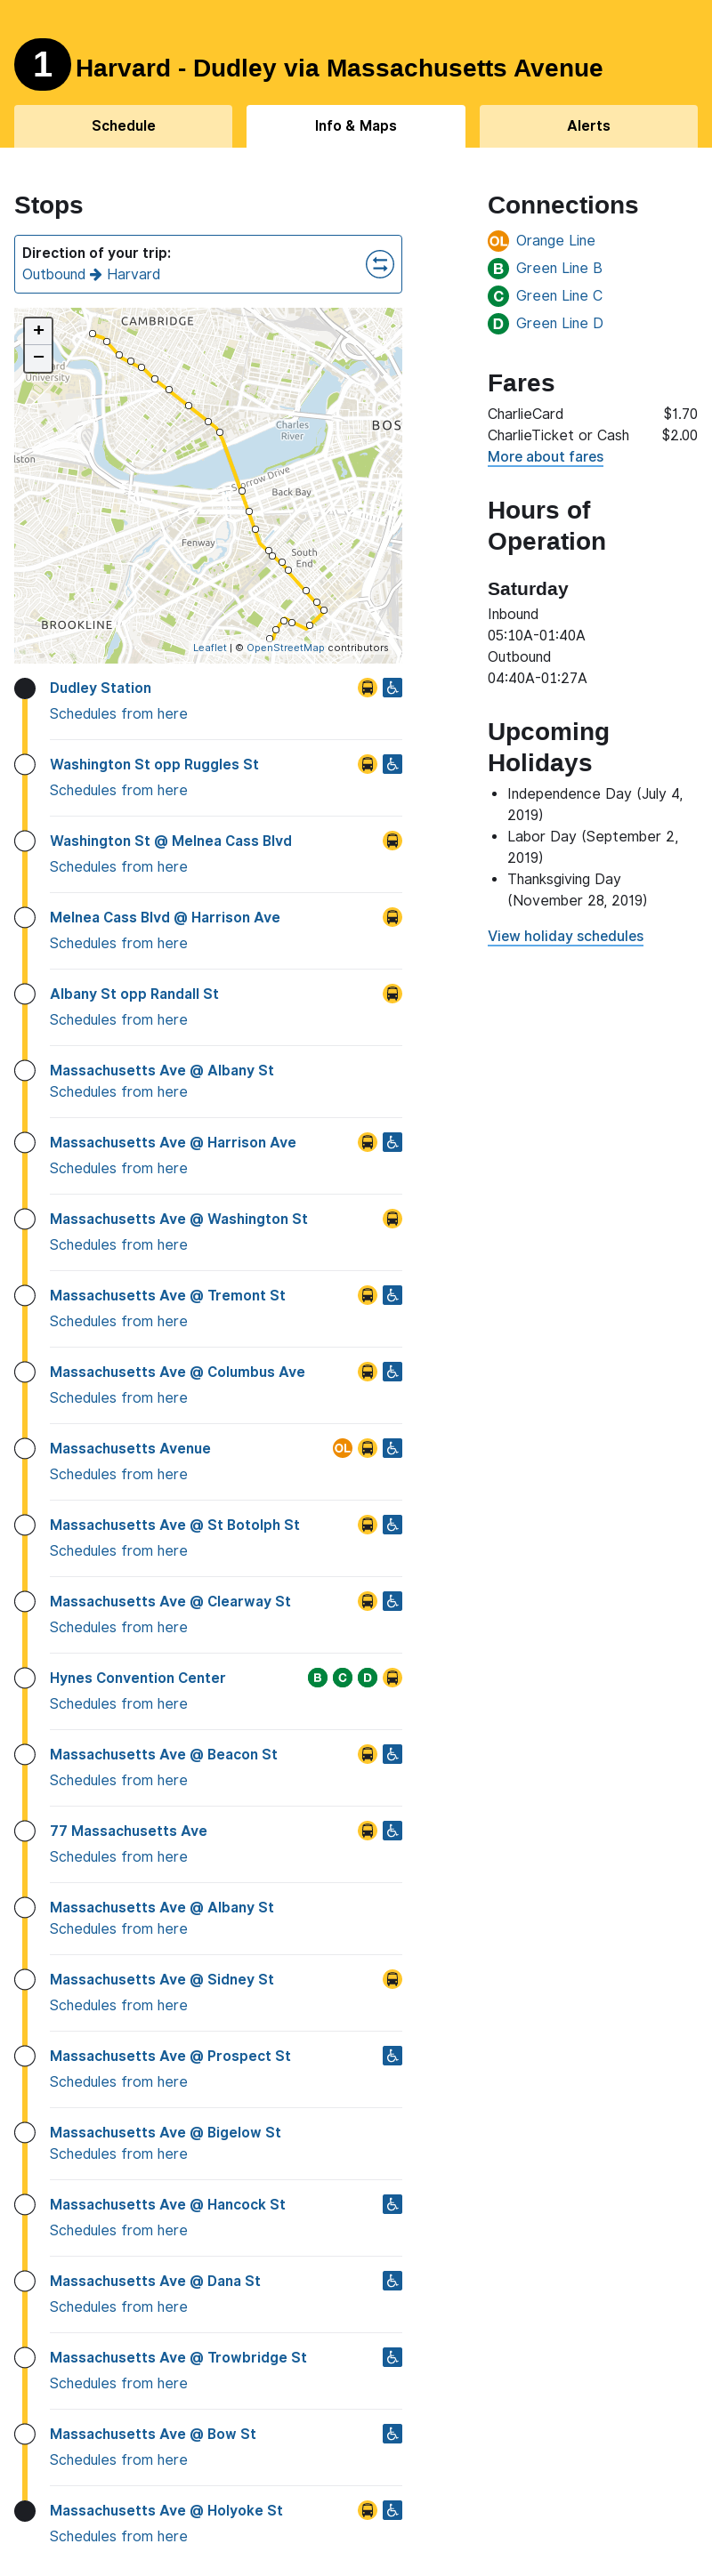 1 Harvard - Dudley via Massachusetts Avenue
Schedule
Info & Maps
Alerts
Stops
Direction of your trip:
Outbound → Harvard
+
−
CAMBRIDGE
University
BOS
Charles
River
lston
Storrow Drive
Back Bay
Fenway
South
End
BROOKLINE
Leaflet | © OpenStreetMap contributors
Dudley Station
Schedules from here
Washington St opp Ruggles St
Schedules from here
Washington St @ Melnea Cass Blvd
Schedules from here
Melnea Cass Blvd @ Harrison Ave
Schedules from here
Albany St opp Randall St
Schedules from here
Massachusetts Ave @ Albany St
Schedules from here
Massachusetts Ave @ Harrison Ave
Schedules from here
Massachusetts Ave @ Washington St
Schedules from here
Massachusetts Ave @ Tremont St
Schedules from here
Massachusetts Ave @ Columbus Ave
Schedules from here
Massachusetts Avenue OL
Schedules from here
Massachusetts Ave @ St Botolph St
Schedules from here
Massachusetts Ave @ Clearway St
Schedules from here
Hynes Convention Center B C D
Schedules from here
Massachusetts Ave @ Beacon St
Schedules from here
77 Massachusetts Ave
Schedules from here
Massachusetts Ave @ Albany St
Schedules from here
Massachusetts Ave @ Sidney St
Schedules from here
Massachusetts Ave @ Prospect St
Schedules from here
Massachusetts Ave @ Bigelow St
Schedules from here
Massachusetts Ave @ Hancock St
Schedules from here
Massachusetts Ave @ Dana St
Schedules from here
Massachusetts Ave @ Trowbridge St
Schedules from here
Massachusetts Ave @ Bow St
Schedules from here
Massachusetts Ave @ Holyoke St
Schedules from here
Connections
OL Orange Line
B Green Line B
C Green Line C
D Green Line D
Fares
CharlieCard $1.70
CharlieTicket or Cash $2.00
More about fares
Hours of
Operation
Saturday
Inbound
05:10A-01:40A
Outbound
04:40A-01:27A
Upcoming
Holidays
• Independence Day (July 4,
2019)
• Labor Day (September 2,
2019)
• Thanksgiving Day
(November 28, 2019)
View holiday schedules